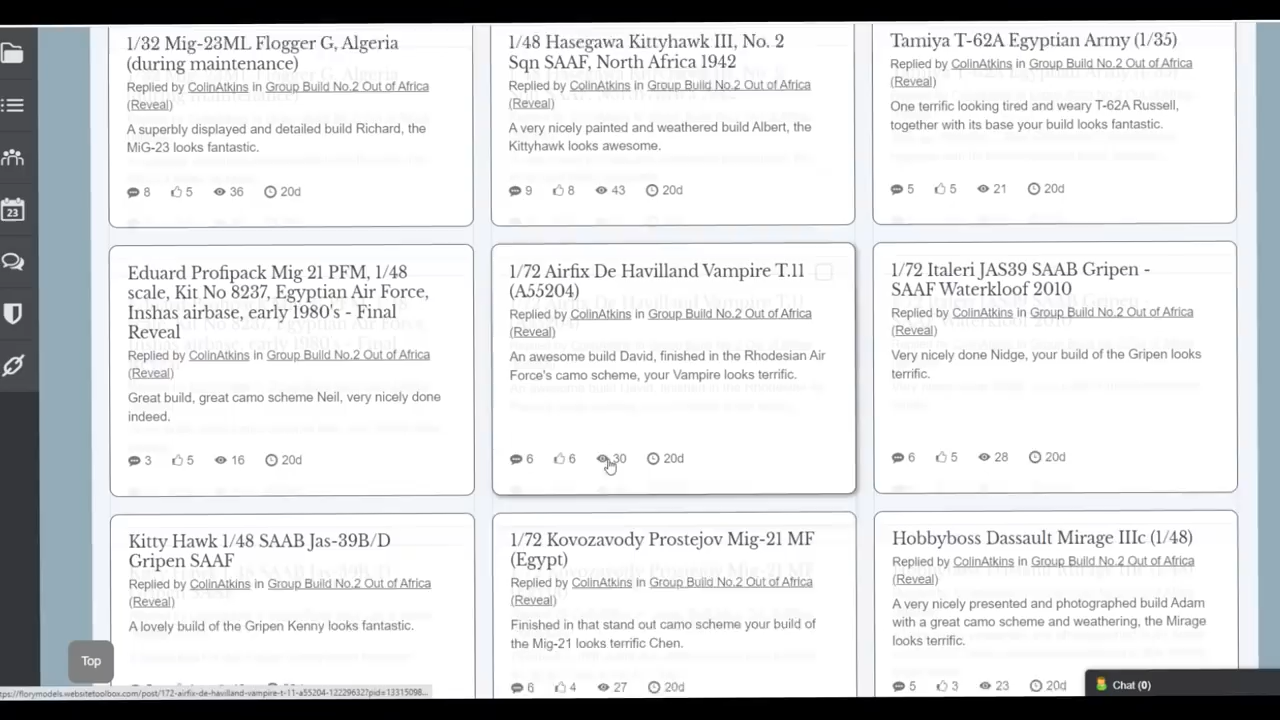 1/32 Mig-23ML Flogger G, Algeria
(during maintenance)
Replied by ColinAtkins in Group Build No.2 Out of Africa
(Reveal)
A superbly displayed and detailed build Richard, the
MiG-23 looks fantastic.
8 5 36 20d
1/48 Hasegawa Kittyhawk III, No. 2
Sqn SAAF, North Africa 1942
Replied by ColinAtkins in Group Build No.2 Out of Africa
(Reveal)
A very nicely painted and weathered build Albert, the
Kittyhawk looks awesome.
9 8 43 20d
Tamiya T-62A Egyptian Army (1/35)
Replied by ColinAtkins in Group Build No.2 Out of Africa
(Reveal)
One terrific looking tired and weary T-62A Russell,
together with its base your build looks fantastic.
5 5 21 20d
23
Eduard Profipack Mig 21 PFM, 1/48
scale, Kit No 8237, Egyptian Air Force,
Inshas airbase, early 1980's - Final
Reveal
Replied by ColinAtkins in Group Build No.2 Out of Africa
(Reveal)
Great build, great camo scheme Neil, very nicely done
indeed.
3 5 16 20d
1/72 Airfix De Havilland Vampire T.11
(A55204)
Replied by ColinAtkins in Group Build No.2 Out of Africa
(Reveal)
An awesome build David, finished in the Rhodesian Air
Force's camo scheme, your Vampire looks terrific.
6 6 30 20d
1/72 Italeri JAS39 SAAB Gripen -
SAAF Waterkloof 2010
Replied by ColinAtkins in Group Build No.2 Out of Africa
(Reveal)
Very nicely done Nidge, your build of the Gripen looks
terrific.
6 5 28 20d
Kitty Hawk 1/48 SAAB Jas-39B/D
Gripen SAAF
Replied by ColinAtkins in Group Build No.2 Out of Africa
(Reveal)
A lovely build of the Gripen Kenny looks fantastic.
1/72 Kovozavody Prostejov Mig-21 MF
(Egypt)
Replied by ColinAtkins in Group Build No.2 Out of Africa
(Reveal)
Finished in that stand out camo scheme your build of
the Mig-21 looks terrific Chen.
6 4 27 20d
Hobbyboss Dassault Mirage IIIc (1/48)
Replied by ColinAtkins in Group Build No.2 Out of Africa
(Reveal)
A very nicely presented and photographed build Adam
with a great camo scheme and weathering, the Mirage
looks terrific.
5 3 23 20d
Top
Chat (0)
ttps://florymodels.websitetoolbox.com/post/172-airfix-de-havilland-vampire-t-11-a55204-12229632?pid=13315098...